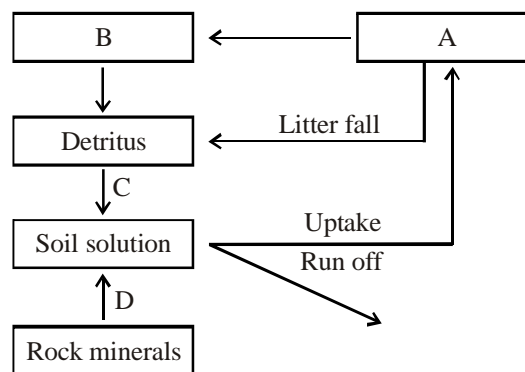 B
A
Detritus
Litter fall
C
Soil solution
Uptake
Run off
D
Rock minerals